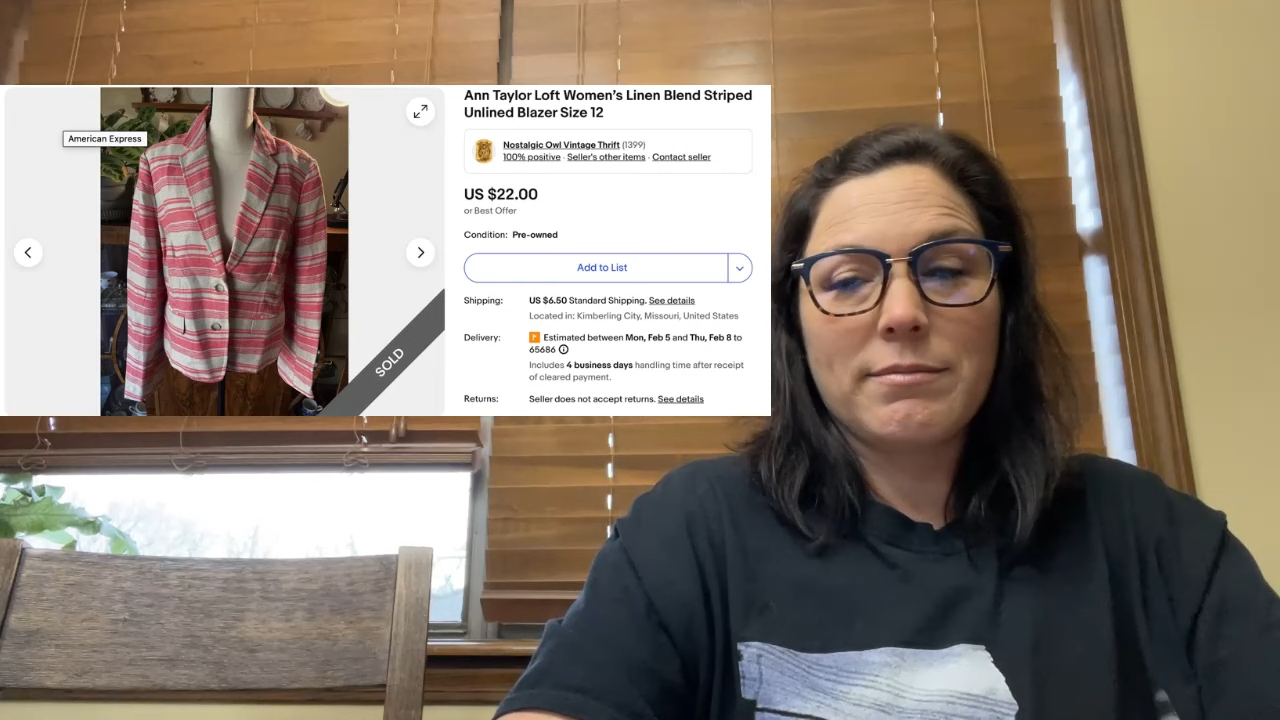 Ann Taylor Loft Women's Linen Blend Striped
Unlined Blazer Size 12
American Express
Nostalgic Owl Vintage Thrift (1399)
100% positive · Seller's other items · Contact seller
US $22.00
or Best Offer
Condition: Pre-owned
Add to List
Shipping: US $6.50 Standard Shipping. See details
Located in: Kimberling City, Missouri, United States
Delivery: Estimated between Mon, Feb 5 and Thu, Feb 8 to
65686
Includes 4 business days handling time after receipt
of cleared payment.
SOLD
Returns: Seller does not accept returns. See details